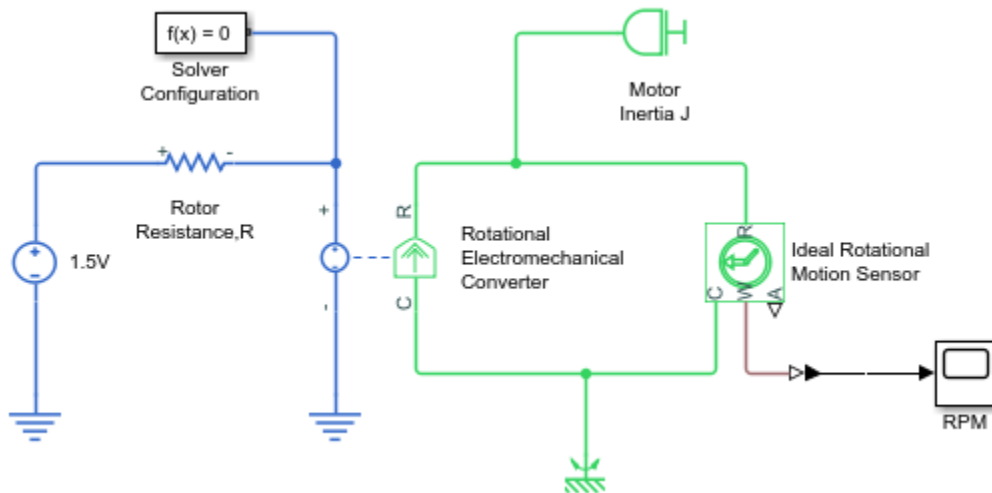 f(x) = 0
Solver
Configuration
Motor
Inertia J
+
-
Rotor
Resistance,R
+
-
1.5V
+
-
R
C
Rotational
Electromechanical
Converter
R
C
W
A
Ideal Rotational
Motion Sensor
RPM